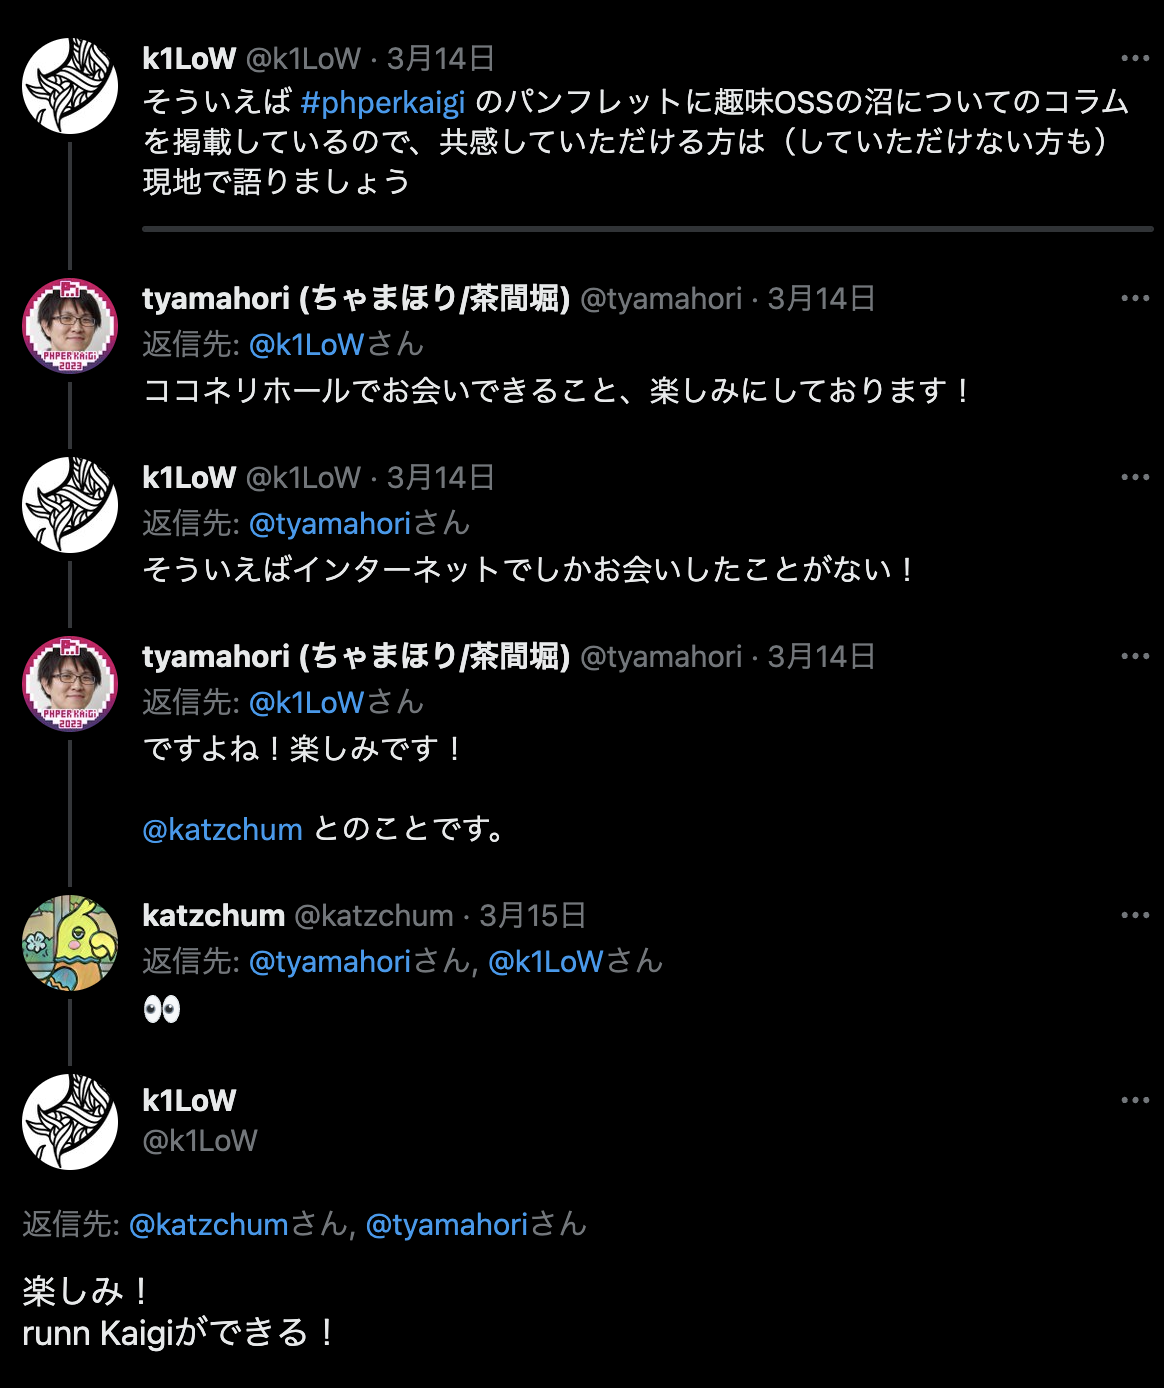 k1LoW @k1LoW · 3月14日
そういえば #phperkaigi のパンフレットに趣味OSSの沼についてのコラム
を掲載しているので、共感していただける方は（していただけない方も）
現地で語りましょう
tyamahori (ちゃまほり/茶間堀) @tyamahori · 3月14日
返信先: @k1LoWさん
ココネリホールでお会いできること、楽しみにしております！
PHPERKAIGI
2023
k1LoW @k1LoW · 3月14日
返信先: @tyamahoriさん
そういえばインターネットでしかお会いしたことがない！
tyamahori (ちゃまほり/茶間堀) @tyamahori · 3月14日
返信先: @k1LoWさん
ですよね！楽しみです！
PHPERKAIGI
2023
@katzchum とのことです。
katzchum @katzchum · 3月15日
返信先: @tyamahoriさん, @k1LoWさん
👀
k1LoW
@k1LoW
返信先: @katzchumさん, @tyamahoriさん
楽しみ！
runn Kaigiができる！